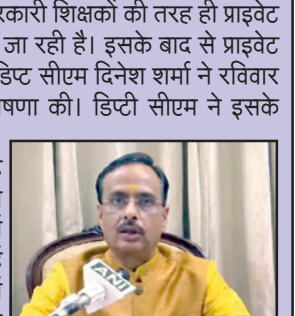 रकारी शिक्षकों की तरह ही प्राइवेट
जा रही है। इसके बाद से प्राइवेट
डिप्ट सीएम दिनेश शर्मा ने रविवार
षणा की। डिप्टी सीएम ने इसके
ANI